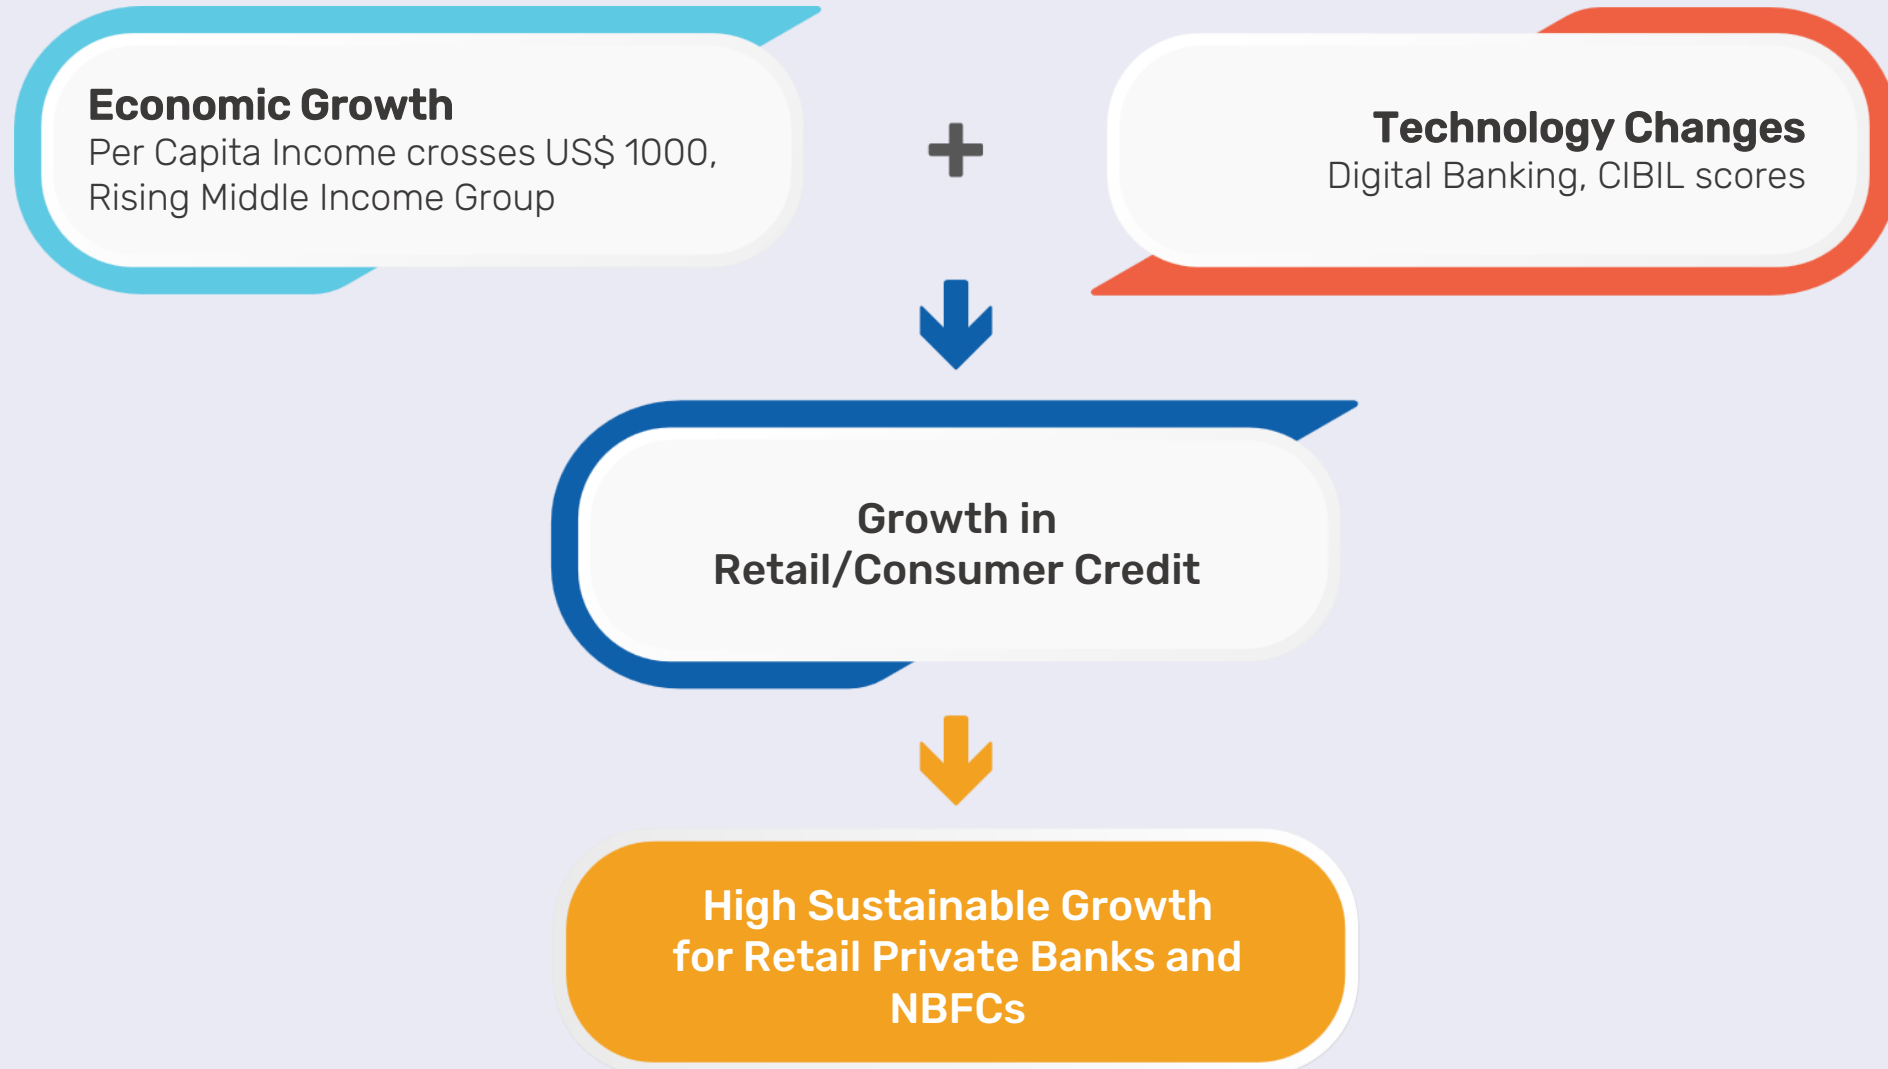 Economic Growth
Per Capita Income crosses US$ 1000,
Rising Middle Income Group
+
Technology Changes
Digital Banking, CIBIL scores
Growth in
Retail/Consumer Credit
High Sustainable Growth
for Retail Private Banks and
NBFCs